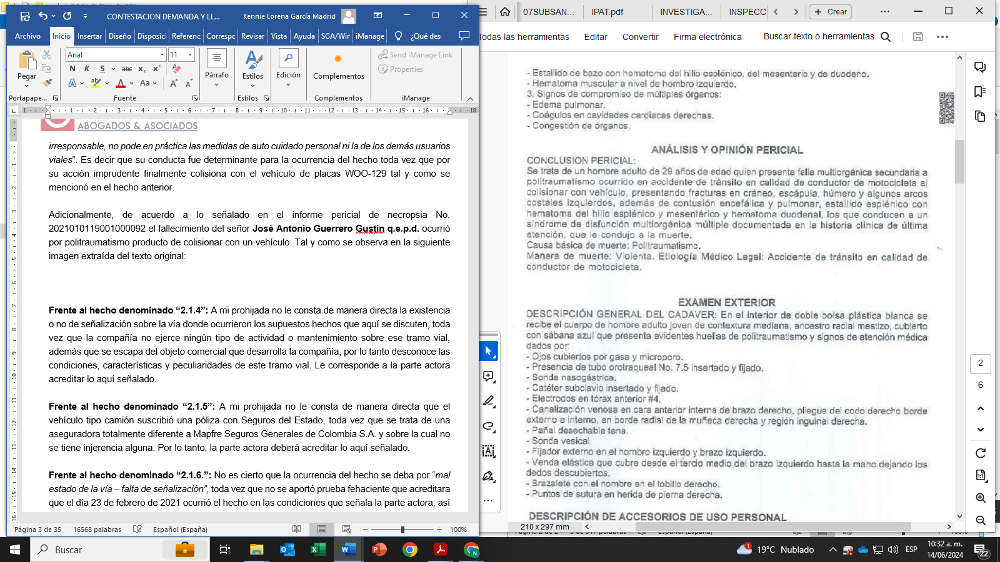 CONTESTACION DEMANDA Y LL...
Kennie Lorena García Madrid
Archivo
Inicio
Insertar
Diseño
Disposici
Referenc
Corresp
Revisar
Vista
Ayuda
SGA/Wir
iManage
¿Qué des
Pegar
Arial
11
N K S abc x₂ x²
Aa
Párrafo
Estilos
Edición
Complementos
Send iManage Link
Properties
Portapape...
Fuente
Estilos
Complementos
iManage
ABOGADOS & ASOCIADOS
irresponsable, no pode en práctica las medidas de auto cuidado personal ni la de los demás usuarios
viales”. Es decir que su conducta fue determinante para la ocurrencia del hecho toda vez que por
su acción imprudente finalmente colisiona con el vehículo de placas WOO-129 tal y como se
mencionó en el hecho anterior.
Adicionalmente, de acuerdo a lo señalado en el informe pericial de necropsia No.
2021010119001000092 el fallecimiento del señor José Antonio Guerrero Gustin q.e.p.d. ocurrió
por politraumatismo producto de colisionar con un vehículo. Tal y como se observa en la siguiente
imagen extraída del texto original:
Frente al hecho denominado “2.1.4”: A mi prohijada no le consta de manera directa la existencia
o no de señalización sobre la vía donde ocurrieron los supuestos hechos que aquí se discuten, toda
vez que la compañía no ejerce ningún tipo de actividad o mantenimiento sobre ese tramo vial,
además que se escapa del objeto comercial que desarrolla la compañía, por lo tanto desconoce las
condiciones, características y peculiaridades de este tramo vial. Le corresponde a la parte actora
acreditar lo aquí señalado.
Frente al hecho denominado “2.1.5”: A mi prohijada no le consta de manera directa que el
vehículo tipo camión suscribió una póliza con Seguros del Estado, toda vez que se trata de una
aseguradora totalmente diferente a Mapfre Seguros Generales de Colombia S.A. y sobre la cual no
se tiene injerencia alguna. Por lo tanto, la parte actora deberá acreditar lo aquí señalado.
Frente al hecho denominado “2.1.6.”: No es cierto que la ocurrencia del hecho se deba por “mal
estado de la vía – falta de señalización”, toda vez que no se aportó prueba fehaciente que acreditara
que el día 23 de febrero de 2021 ocurrió el hecho en las condiciones que señala la parte actora, así
Página 3 de 35
16568 palabras
Español (España)
100%
07SUBSAN...
IPAT.pdf
INVESTIGA...
INSPECC
Crear
Todas las herramientas
Editar
Convertir
Firma electrónica
Buscar texto o herramientas
- Estallido de bazo con hematoma del hilio esplénico, del mesenterio y de duodeno.
- Hematoma muscular a nivel de hombro izquierdo.
3. Signos de compromiso de múltiples órganos:
- Edema pulmonar.
- Coágulos en cavidades cardiacas derechas.
- Congestión de órganos.
ANÁLISIS Y OPINIÓN PERICIAL
CONCLUSION PERICIAL:
Se trata de un hombre adulto de 29 años de edad quien presenta falla multiorgánica secundaria a
politraumatismo ocurrido en accidente de tránsito en calidad de conductor de motocicleta al
colisionar con vehículo, presentando fracturas en cráneo, escápula, húmero y algunos arcos
costales izquierdos, además de contusión encefálica y pulmonar, estallido esplénico con
hematoma del hilio esplénico y mesentérico y hematoma duodenal, los que conducen a un
síndrome de disfunción multiorgánica múltiple documentada en la historia clínica de última
atención, que le condujo a la muerte.
Causa básica de muerte: Politraumatismo.
Manera de muerte: Violenta. Etiología Médico Legal: Accidente de tránsito en calidad de
conductor de motocicleta.
EXAMEN EXTERIOR
DESCRIPCIÓN GENERAL DEL CADAVER: En el interior de doble bolsa plástica blanca se
recibe el cuerpo de hombre adulto joven de contextura mediana, ancestro racial mestizo, cubierto
con sábana azul que presenta evidentes huellas de politraumatismo y signos de atención médica
dados por:
- Ojos cubiertos por gasa y microporo.
- Presencia de tubo orotraqueal No. 7.5 insertado y fijado.
- Sonda nasogástrica.
- Catéter subclavio insertado y fijado.
- Electrodos en tórax anterior #4.
- Canalización venosa en cara anterior interna de brazo derecho, pliegue del codo derecho borde
externo e interno, en borde radial de la muñeca derecha y región inguinal derecha.
- Pañal desechable tena.
- Sonda vesical.
- Fijador externo en el hombro izquierdo y brazo izquierdo.
- Venda elástica que cubre desde el tercio medio del brazo izquierdo hasta la mano dejando los
dedos descubiertos.
- Brazalete con el nombre en el tobillo derecho.
- Puntos de sutura en herida de pierna derecha.
DESCRIPCIÓN DE ACCESORIOS DE USO PERSONAL
210 x 297 mm
2
6
Buscar
19°C Nublado
ESP
10:32 a. m.
14/06/2024
22